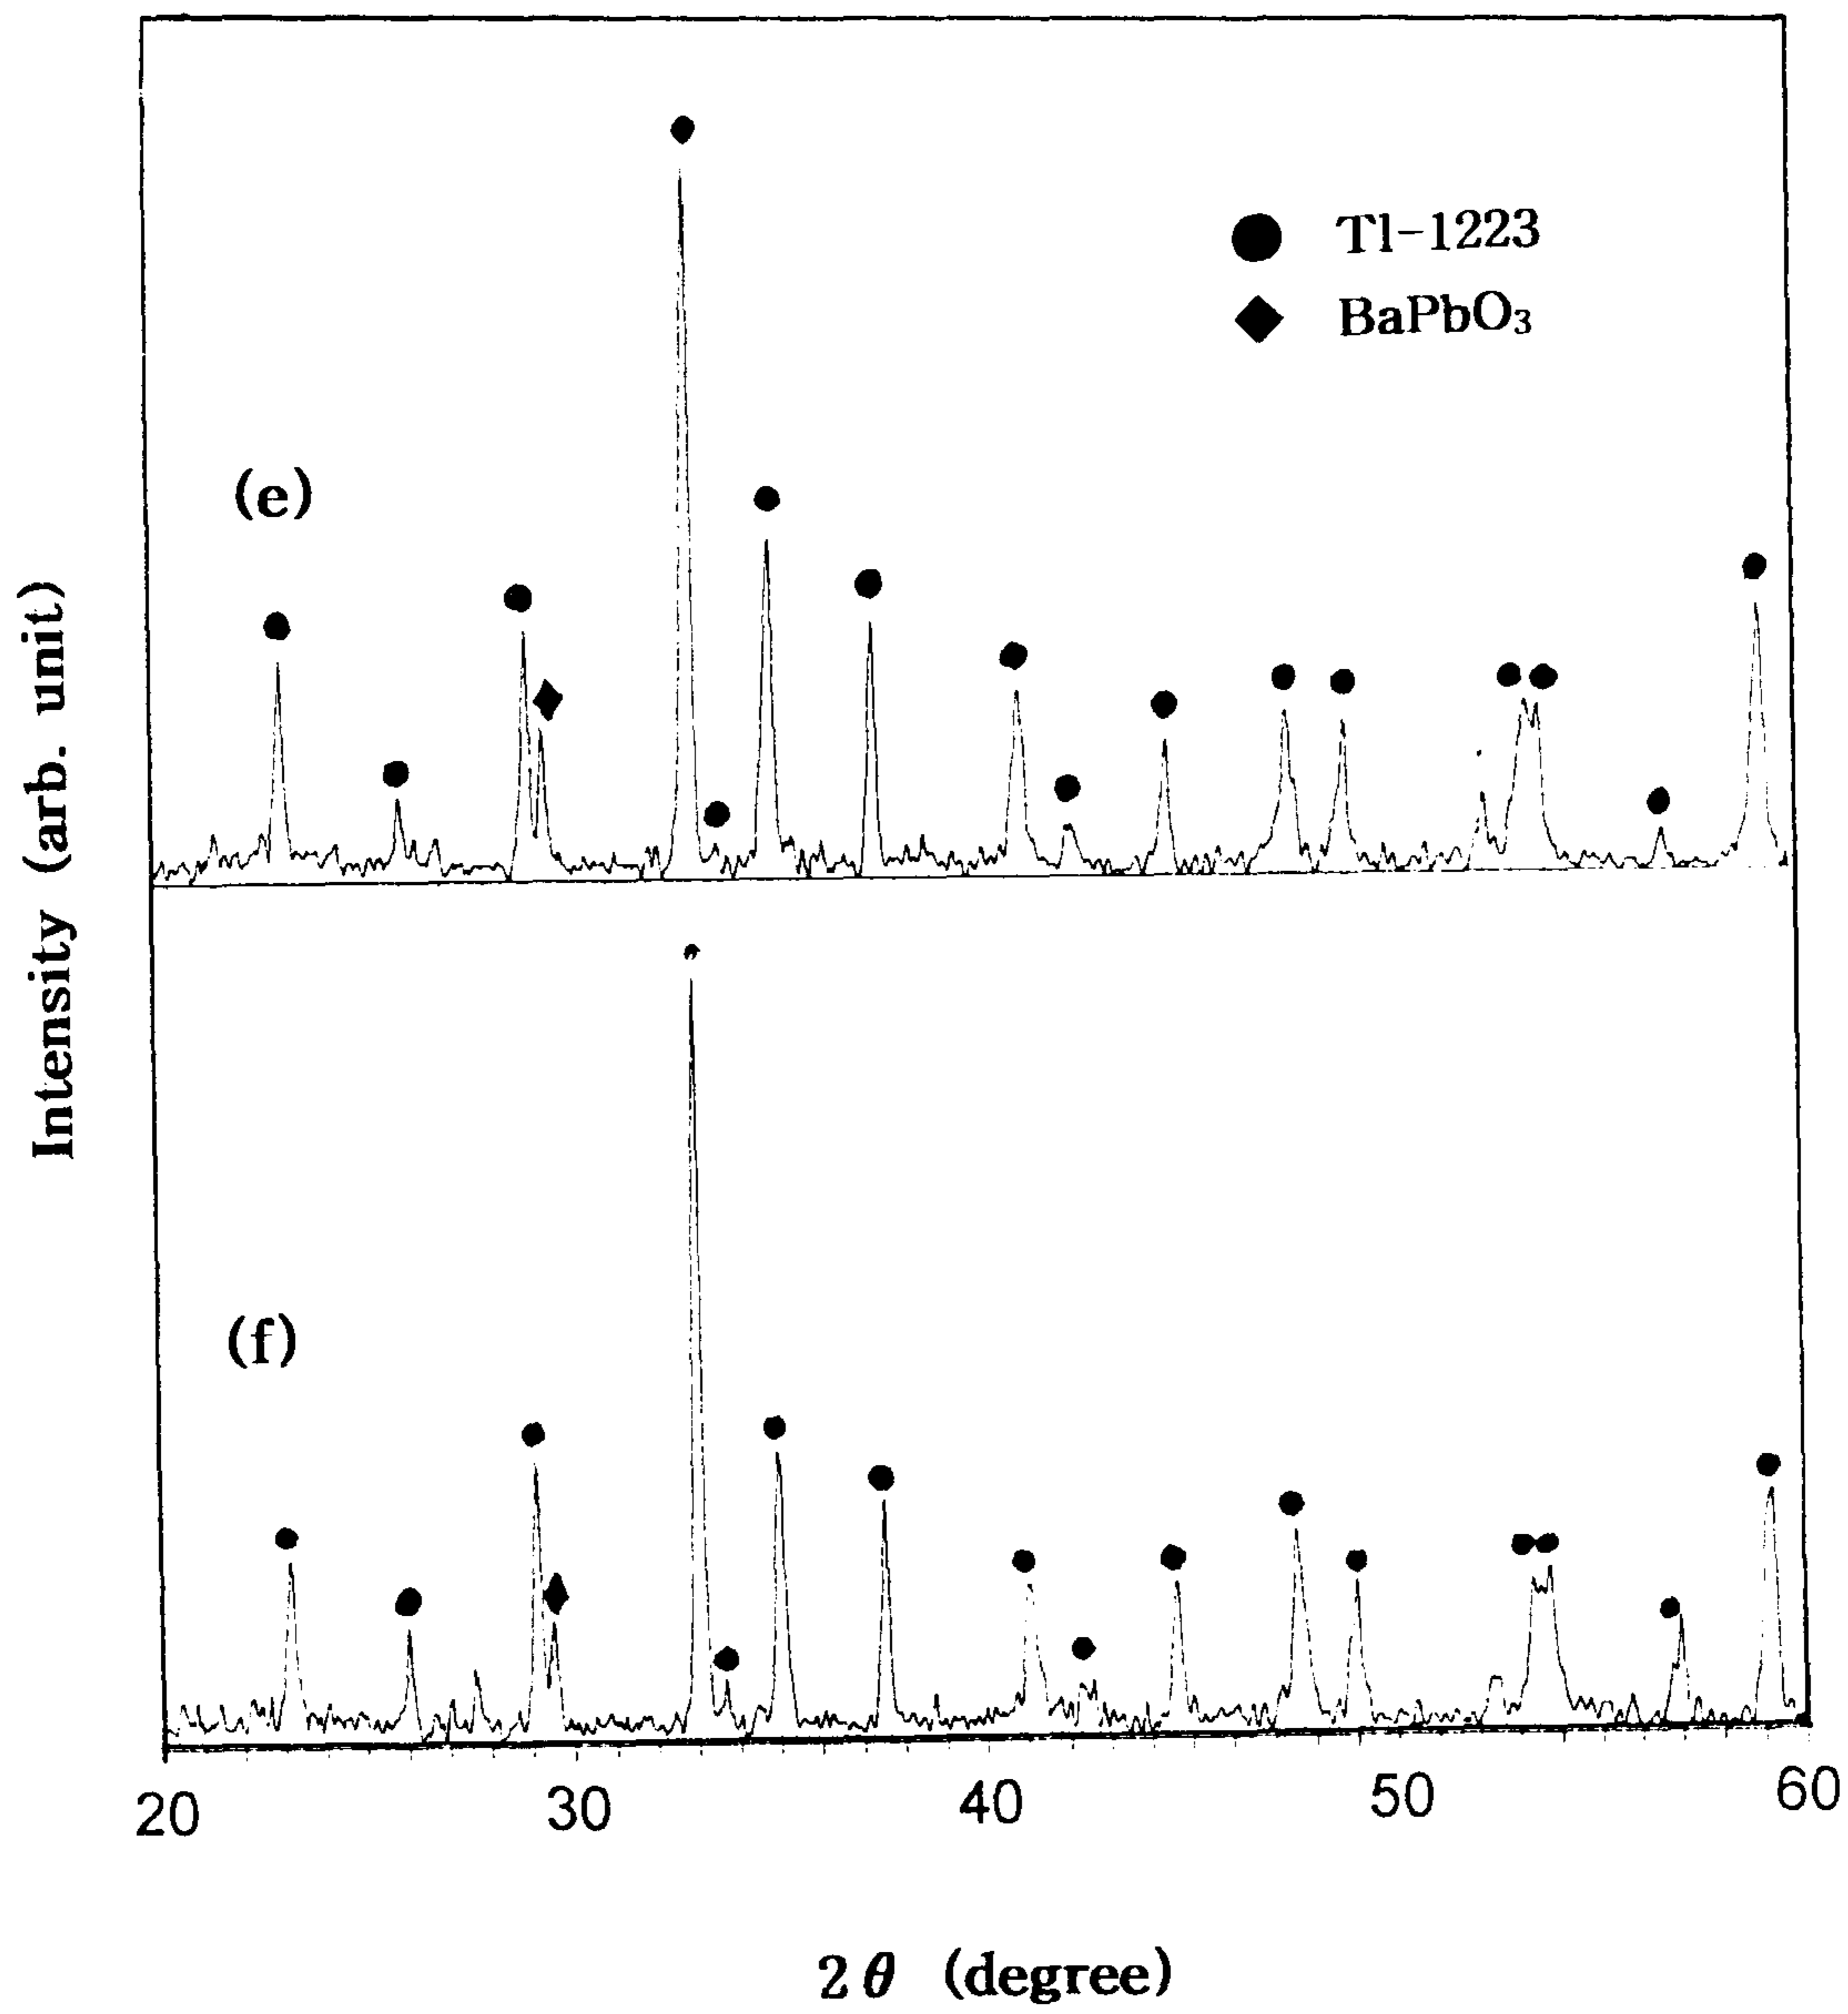 ● Tl-1223
◆ BaPbO₃
(e)
Intensity (arb. unit)
(f)
20 30 40 50 60
2θ (degree)